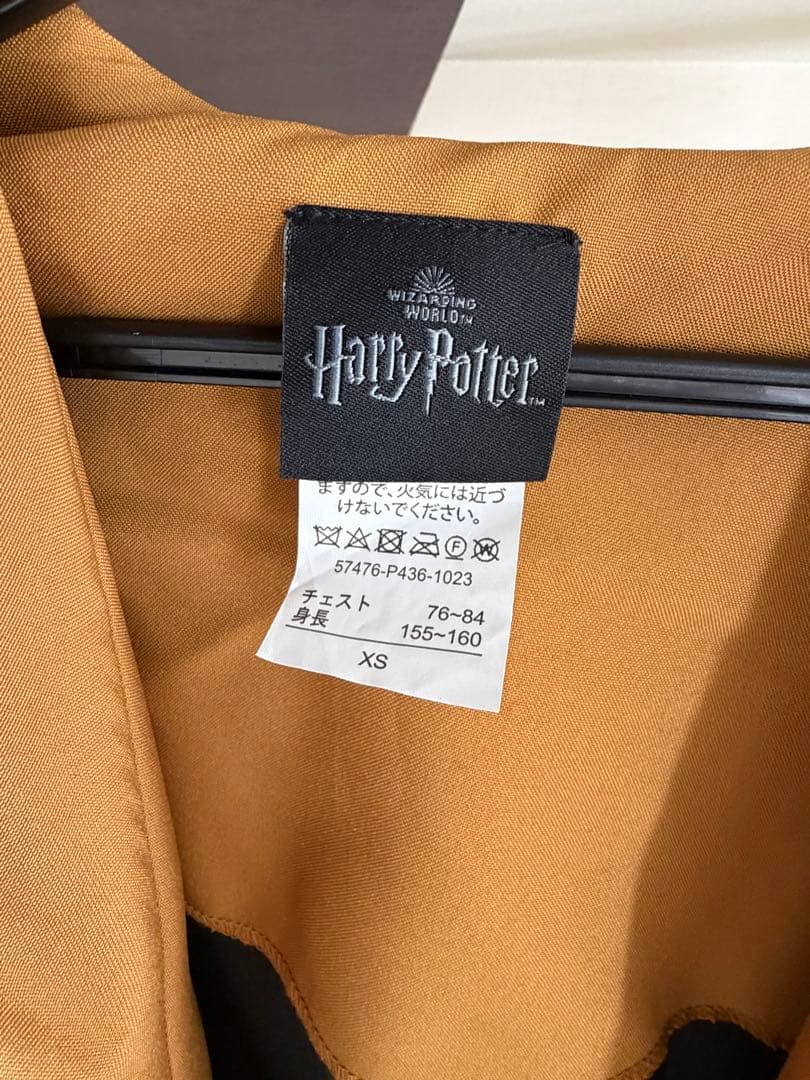 WIZARDING
WORLD™
Harry Potter™
ますので、火気には近づ
けないでください。
57476-P436-1023
チェスト 76~84
身長 155~160
XS